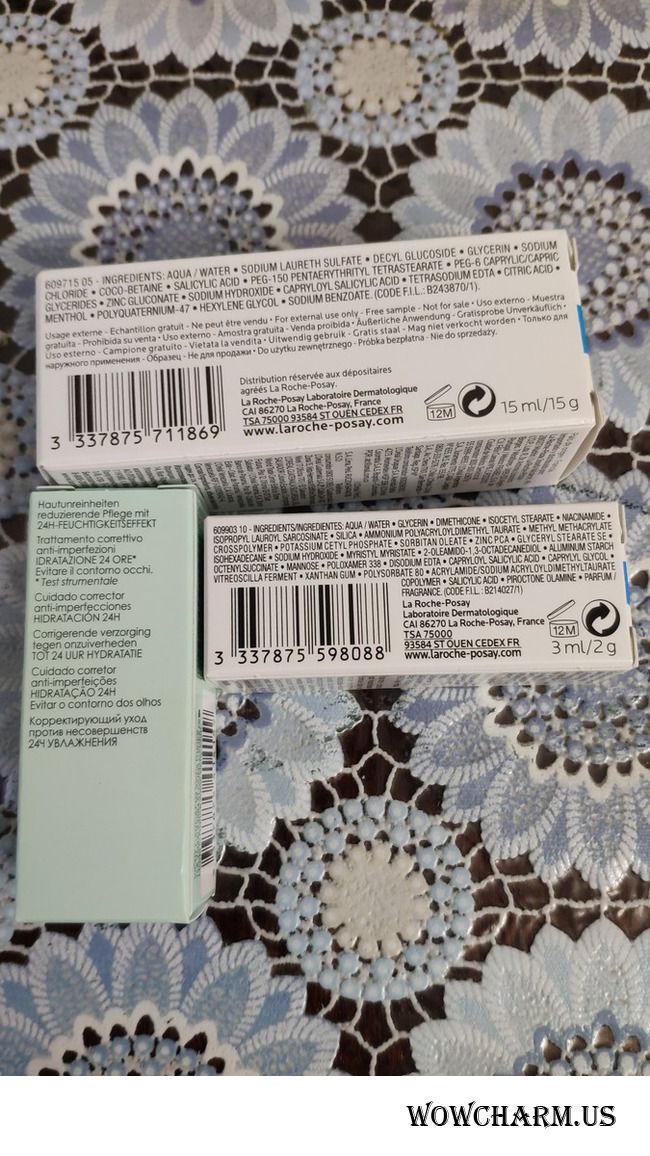 609715 05 - INGREDIENTS: AQUA / WATER • SODIUM LAURETH SULFATE • DECYL GLUCOSIDE • GLYCERIN • SODIUM
CHLORIDE • COCO-BETAINE • SALICYLIC ACID • PEG-150 PENTAERYTHRITYL TETRASTEARATE • PEG-6 CAPRYLIC/CAPRIC
GLYCERIDES • ZINC GLUCONATE • SODIUM HYDROXIDE • CAPRYLOYL SALICYLIC ACID • TETRASODIUM EDTA • CITRIC ACID •
MENTHOL • POLYQUATERNIUM-47 • HEXYLENE GLYCOL • SODIUM BENZOATE. (CODE F.I.L.: B243870/1).
Usage externe - Echantillon gratuit - Ne peut être vendu • For external use only - Free sample - Not for sale • Uso externo - Muestra
gratuita - Prohibida su venta • Uso externo - Amostra gratuita - Venda proibida • Äußerliche Anwendung - Gratisprobe Unverkäuflich •
Uso esterno - Campione gratuito - Vietata la vendita • Uitwendig gebruik - Gratis staal - Mag niet verkocht worden • Только для
наружного применения - Образец - Не для продажи • Do użytku zewnętrznego - Próbka bezpłatna - Nie do sprzedaży.
Distribution réservée aux dépositaires
agréés La Roche-Posay.
La Roche-Posay Laboratoire Dermatologique
CAI 86270 La Roche-Posay, France
TSA 75000 93584 ST OUEN CEDEX FR
www.laroche-posay.com
12M
15 ml/15 g
3 337875 711869
Hautunreinheiten
reduzierende Pflege mit
24H-FEUCHTIGKEITSEFFEKT
Trattamento correttivo
anti-imperfezioni
IDRATAZIONE 24 ORE*
Evitare il contorno occhi.
* Test strumentale
Cuidado corrector
anti-imperfecciones
HIDRATACIÓN 24H
Corrigerende verzorging
tegen onzuiverheden
TOT 24 UUR HYDRATATIE
Cuidado corretor
anti-imperfeições
HIDRATAÇÃO 24H
Evitar o contorno dos olhos
Корректирующий уход
против несовершенств
24Ч УВЛАЖНЕНИЯ
609903 10 - INGREDIENTS/INGREDIENTES: AQUA / WATER • GLYCERIN • DIMETHICONE • ISOCETYL STEARATE • NIACINAMIDE •
ISOPROPYL LAUROYL SARCOSINATE • SILICA • AMMONIUM POLYACRYLOYLDIMETHYL TAURATE • METHYL METHACRYLATE
CROSSPOLYMER • POTASSIUM CETYL PHOSPHATE • SORBITAN OLEATE • ZINC PCA • GLYCERYL STEARATE SE •
ISOHEXADECANE • SODIUM HYDROXIDE • MYRISTYL MYRISTATE • 2-OLEAMIDO-1,3-OCTADECANEDIOL • ALUMINUM STARCH
OCTENYLSUCCINATE • MANNOSE • POLOXAMER 338 • DISODIUM EDTA • CAPRYLOYL SALICYLIC ACID • CAPRYLYL GLYCOL •
VITREOSCILLA FERMENT • XANTHAN GUM • POLYSORBATE 80 • ACRYLAMIDE/SODIUM ACRYLOYLDIMETHYLTAURATE
COPOLYMER • SALICYLIC ACID • PIROCTONE OLAMINE • PARFUM /
FRAGRANCE. (CODE F.I.L.: B214027/1)
La Roche-Posay
Laboratoire Dermatologique
CAI 86270 La Roche-Posay, France
TSA 75000
93584 ST OUEN CEDEX FR
www.laroche-posay.com
12M
3 ml/2 g
3 337875 598088
WOWCHARM.US